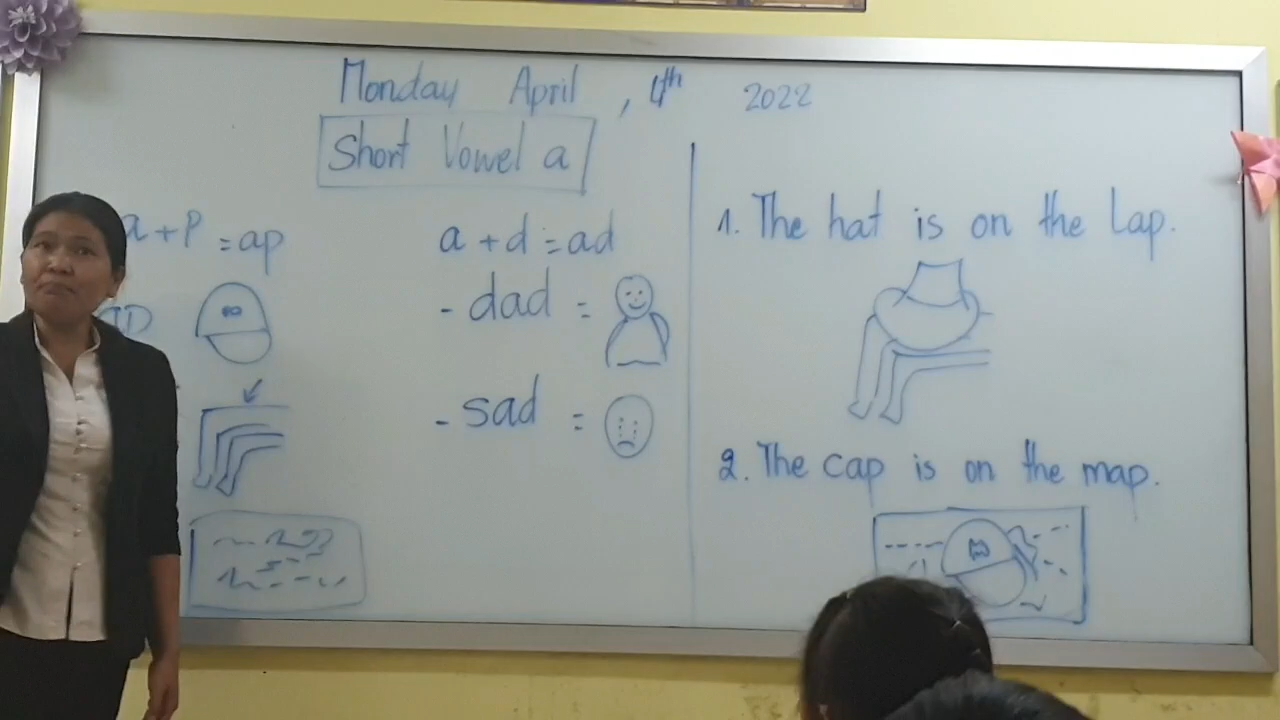 Monday April , 4th 2022
Short Vowel a
a + p = ap
a + d = ad
- dad =
- sad =
1. The hat is on the Lap.
2. The cap is on the map.